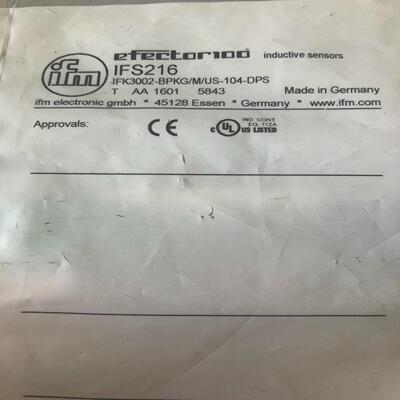 ifm efector100 inductive sensors
IFS216
IFK3002-BPKG/M/US-104-DPS
T AA 1601 5843 Made in Germany
ifm electronic gmbh * 45128 Essen * Germany * www.ifm.com
Approvals: CE c UL US LISTED
IND. CONT
EQ. 112A